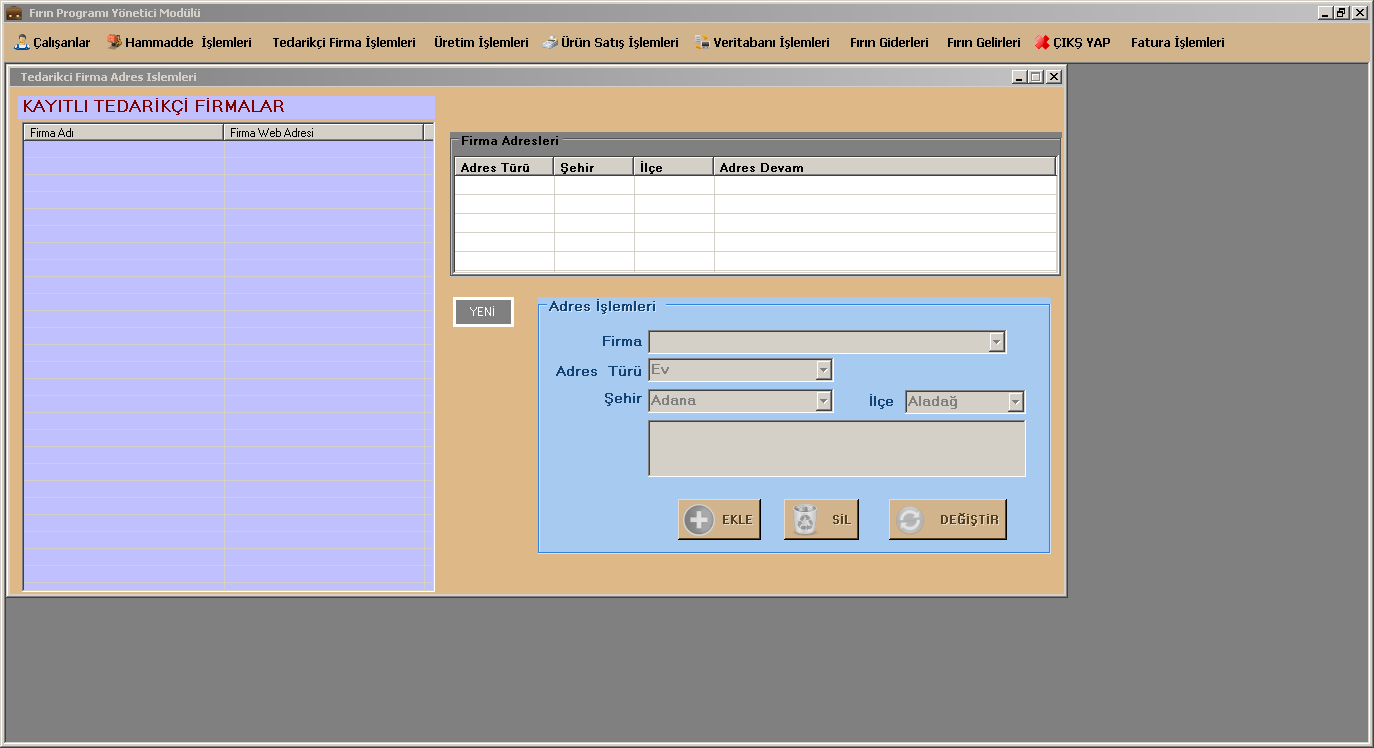 Fırın Programı Yönetici Modülü
Çalışanlar Hammadde İşlemleri Tedarikçi Firma İşlemleri Üretim İşlemleri Ürün Satış İşlemleri Veritabanı İşlemleri Fırın Giderleri Fırın Gelirleri ÇIKŞ YAP Fatura İşlemleri
Tedarikci Firma Adres Islemleri
KAYITLI TEDARİKÇİ FİRMALAR
Firma Adı Firma Web Adresi
Firma Adresleri
Adres Türü Şehir İlçe Adres Devam
YENİ
Adres İşlemleri
Firma
Adres Türü Ev
Şehir Adana İlçe Aladağ
EKLE SİL DEĞİŞTİR